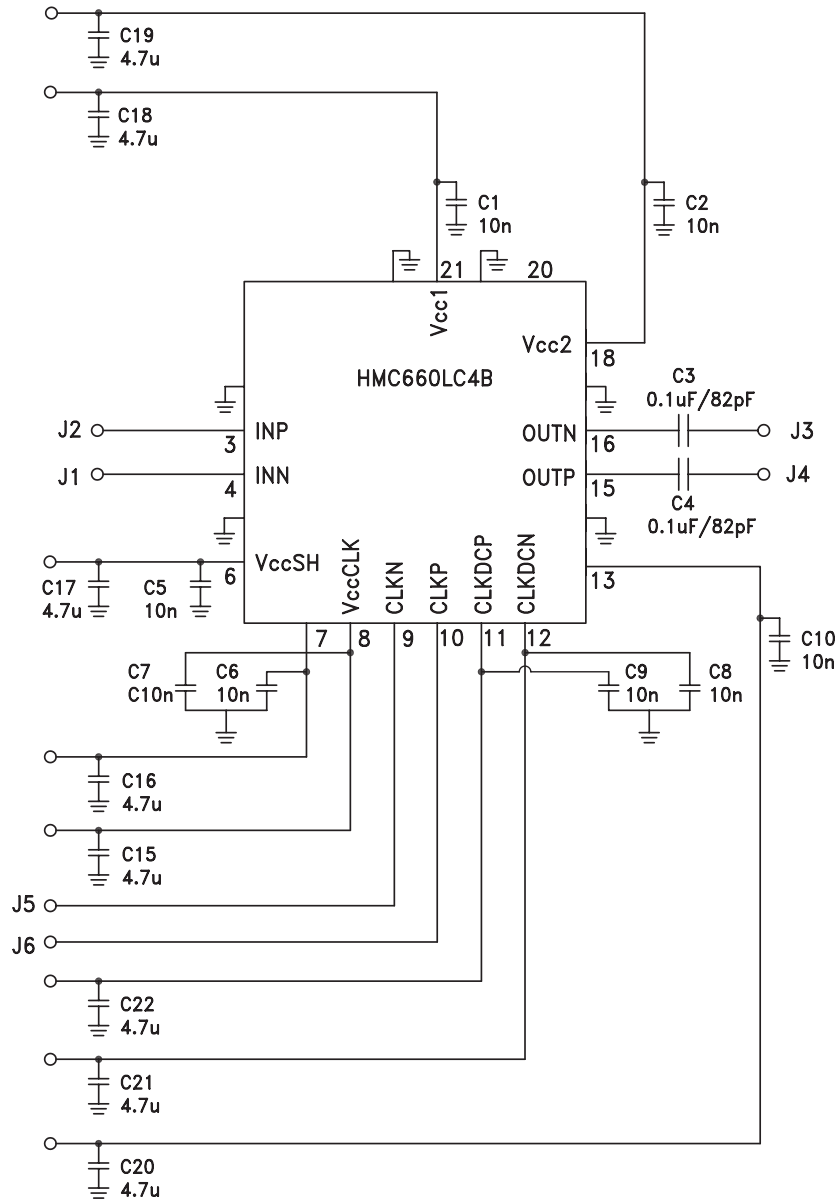 C19
4.7u
C18
4.7u
C1
10n
C2
10n
21
20
Vcc1
Vcc2
18
HMC660LC4B
C3
0.1uF/82pF
J2
INP
3
OUTN
16
J3
J1
INN
4
OUTP
15
J4
C4
0.1uF/82pF
VccSH
6
C17
4.7u
C5
10n
VccCLK
CLKN
CLKP
CLKDCP
CLKDCN
13
7
8
9
10
11
12
C10
10n
C7
C10n
C6
10n
C9
10n
C8
10n
C16
4.7u
C15
4.7u
J5
J6
C22
4.7u
C21
4.7u
C20
4.7u